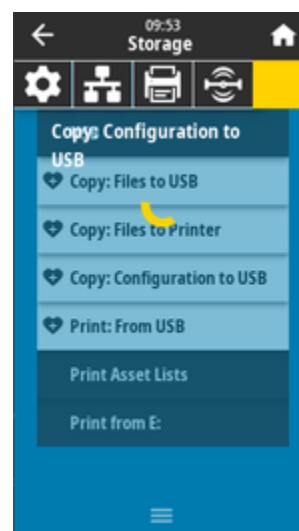 09:53
Storage
Copy: Configuration to
USB
Copy: Files to USB
Copy: Files to Printer
Copy: Configuration to USB
Print: From USB
Print Asset Lists
Print from E: